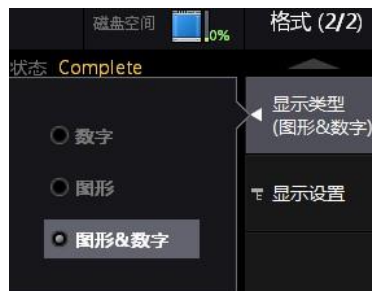 磁盘空间 .0% 格式 (2/2)
状态 Complete
显示类型
(图形&数字)
数字
图形
显示设置
图形&数字